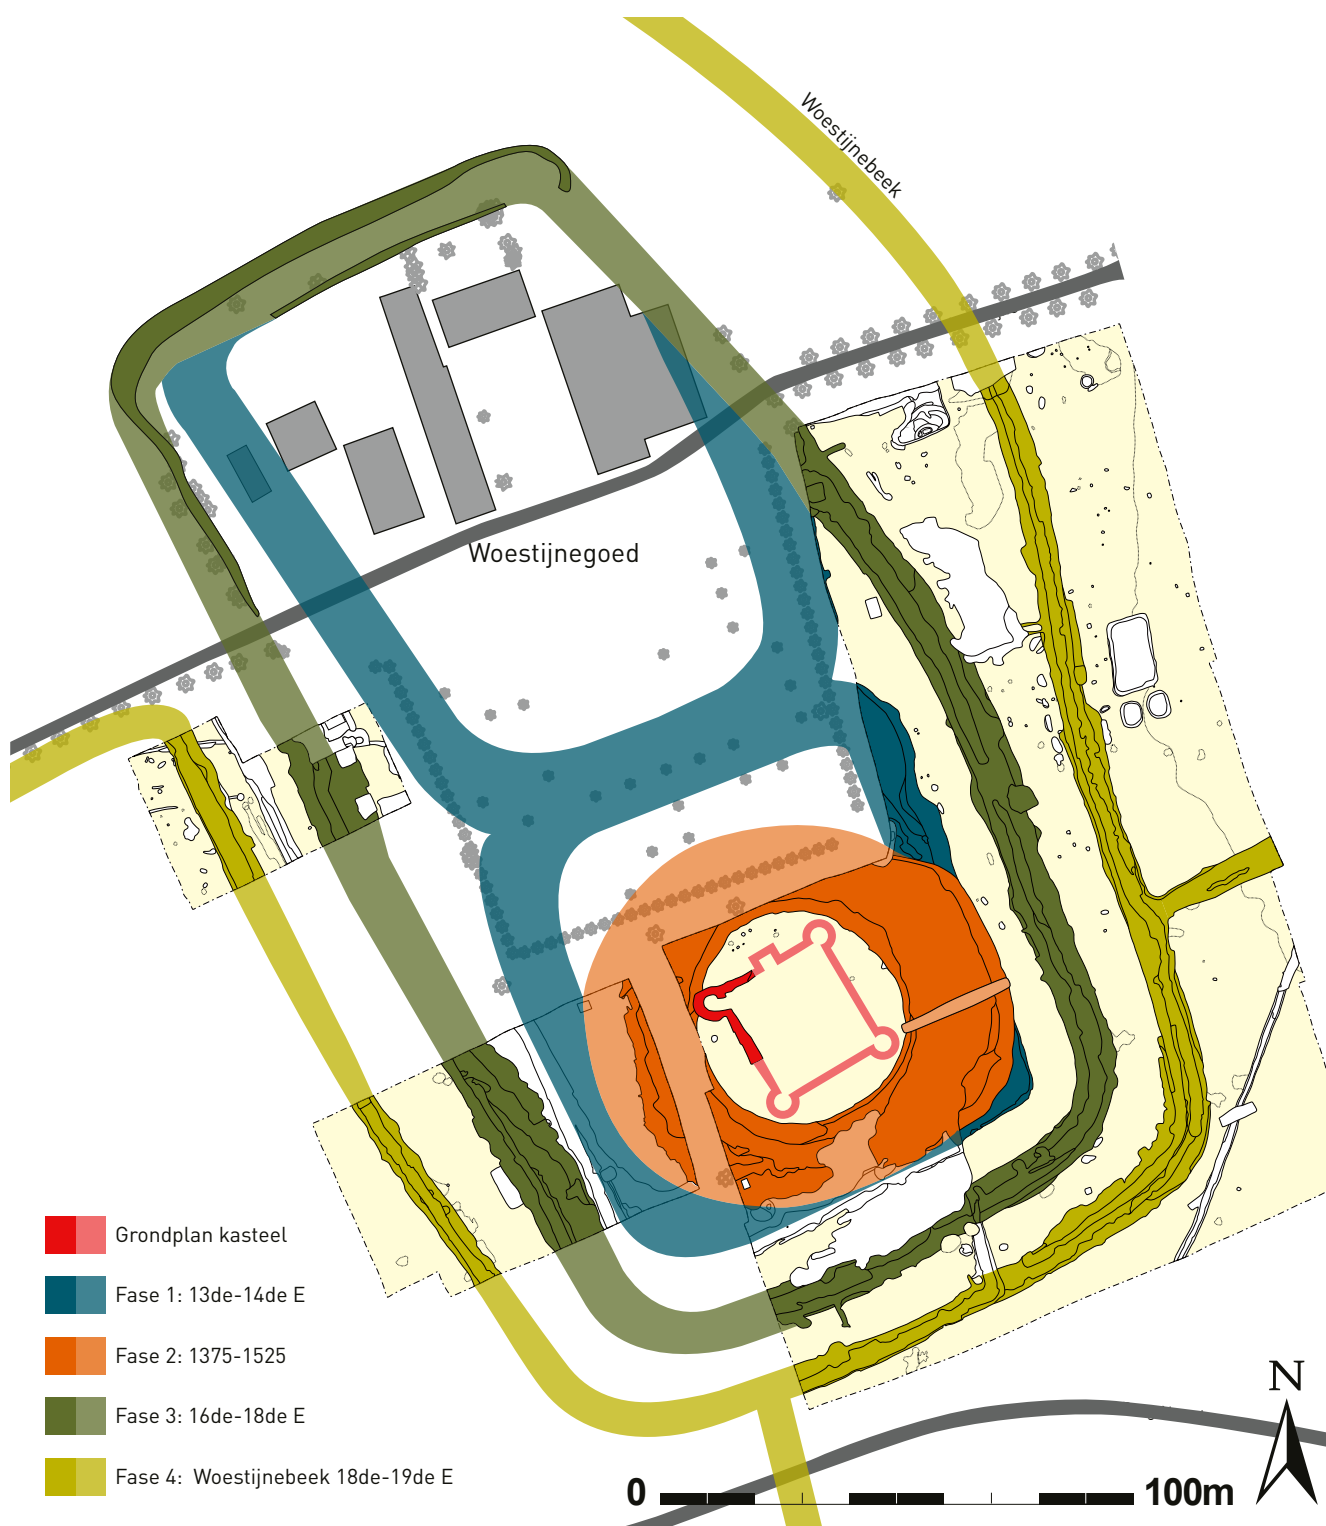 Woestijnebeek
Woestijnegoed
Grondplan kasteel
Fase 1: 13de-14de E
Fase 2: 1375-1525
Fase 3: 16de-18de E
Fase 4: Woestijnebeek 18de-19de E
N
0 100m